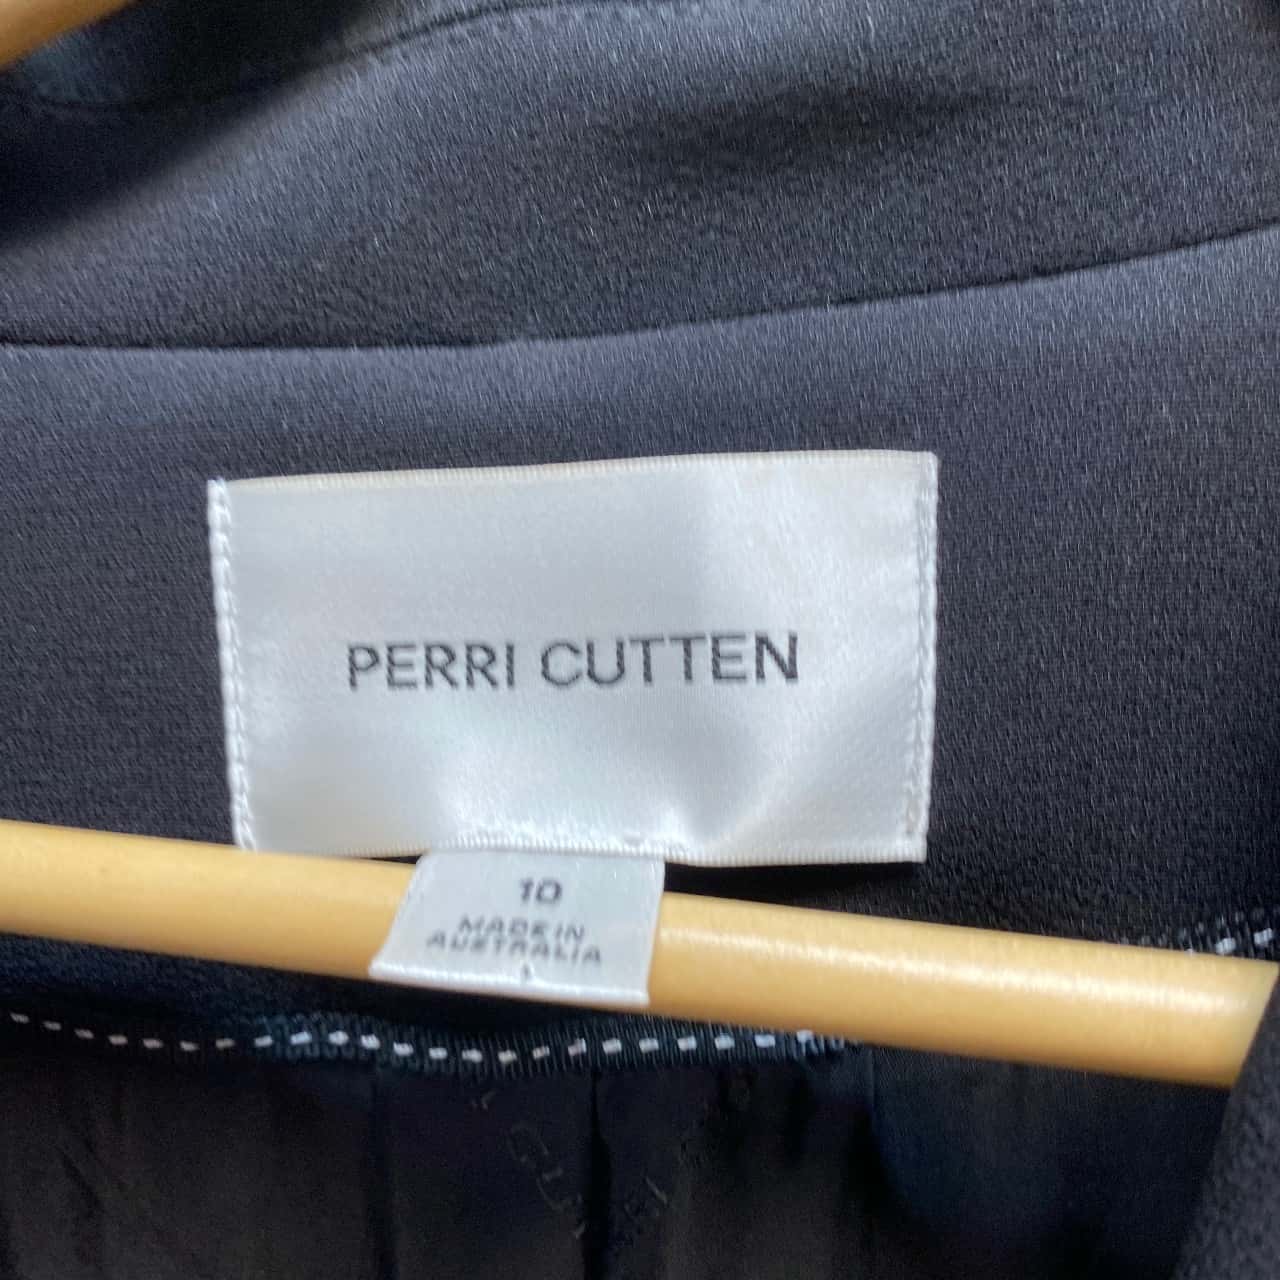 PERRI CUTTEN
10
MADE IN
AUSTRALIA